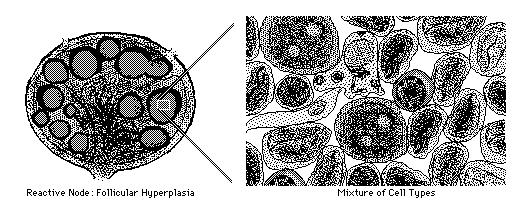 Reactive Node: Follicular Hyperplasia
Mixture of Cell Types